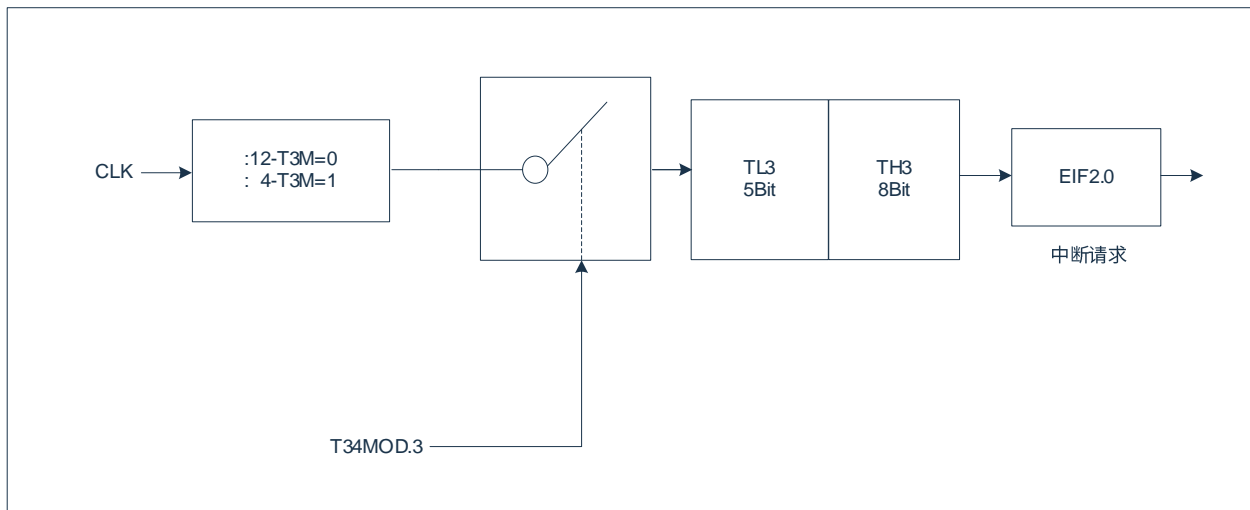 CLK
:12-T3M=0
: 4-T3M=1
TL3
5Bit
TH3
8Bit
EIF2.0
中断请求
T34MOD.3